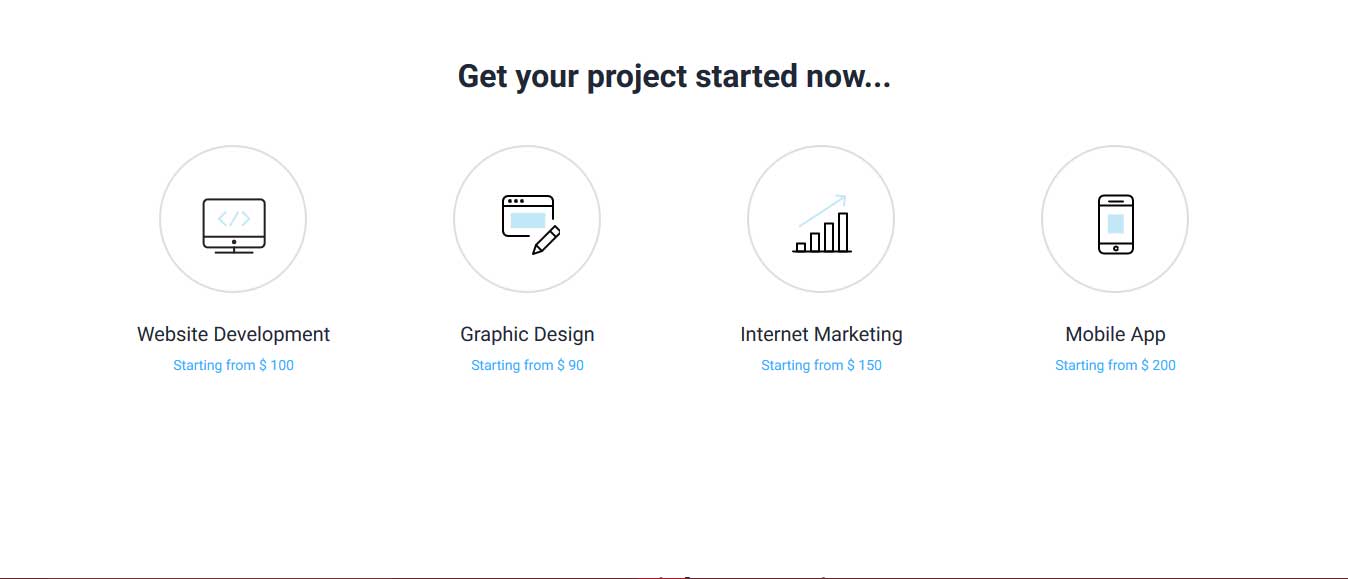 Get your project started now...
</>
Website Development
Starting from $ 100
Graphic Design
Starting from $ 90
Internet Marketing
Starting from $ 150
Mobile App
Starting from $ 200